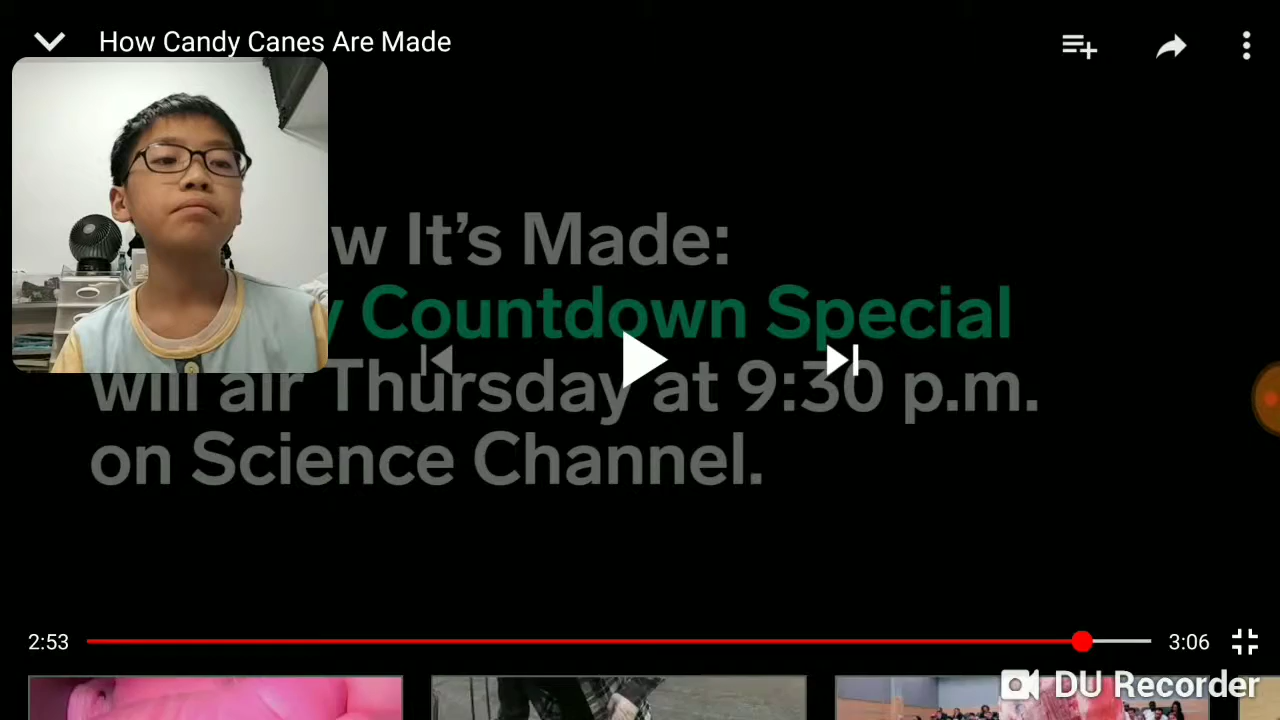 How Candy Canes Are Made
w It’s Made:
y Countdown Special
will air Thursday at 9:30 p.m.
on Science Channel.
2:53
3:06
DU Recorder